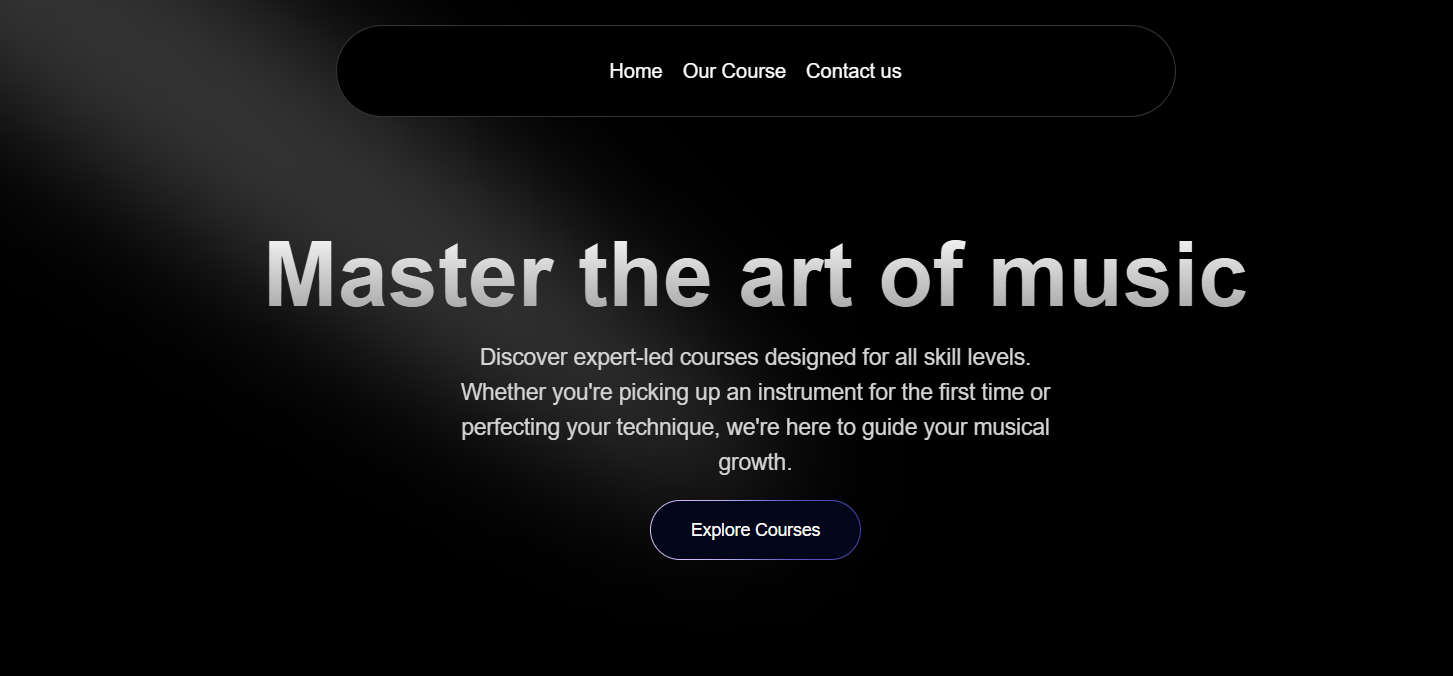 Home Our Course Contact us
Master the art of music
Discover expert-led courses designed for all skill levels.
Whether you're picking up an instrument for the first time or
perfecting your technique, we're here to guide your musical
growth.
Explore Courses